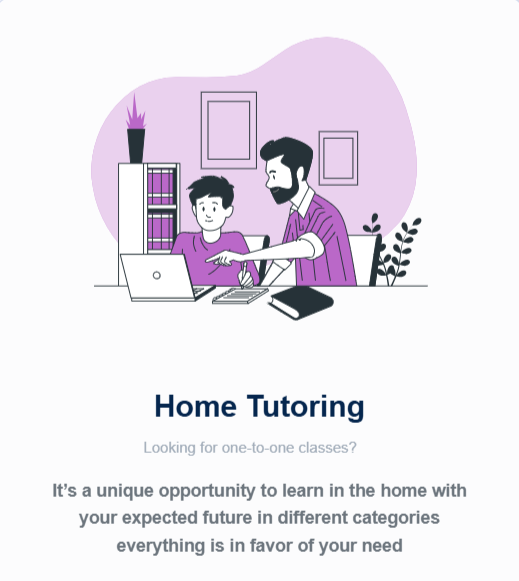 Home Tutoring
Looking for one-to-one classes?
It’s a unique opportunity to learn in the home with
your expected future in different categories
everything is in favor of your need